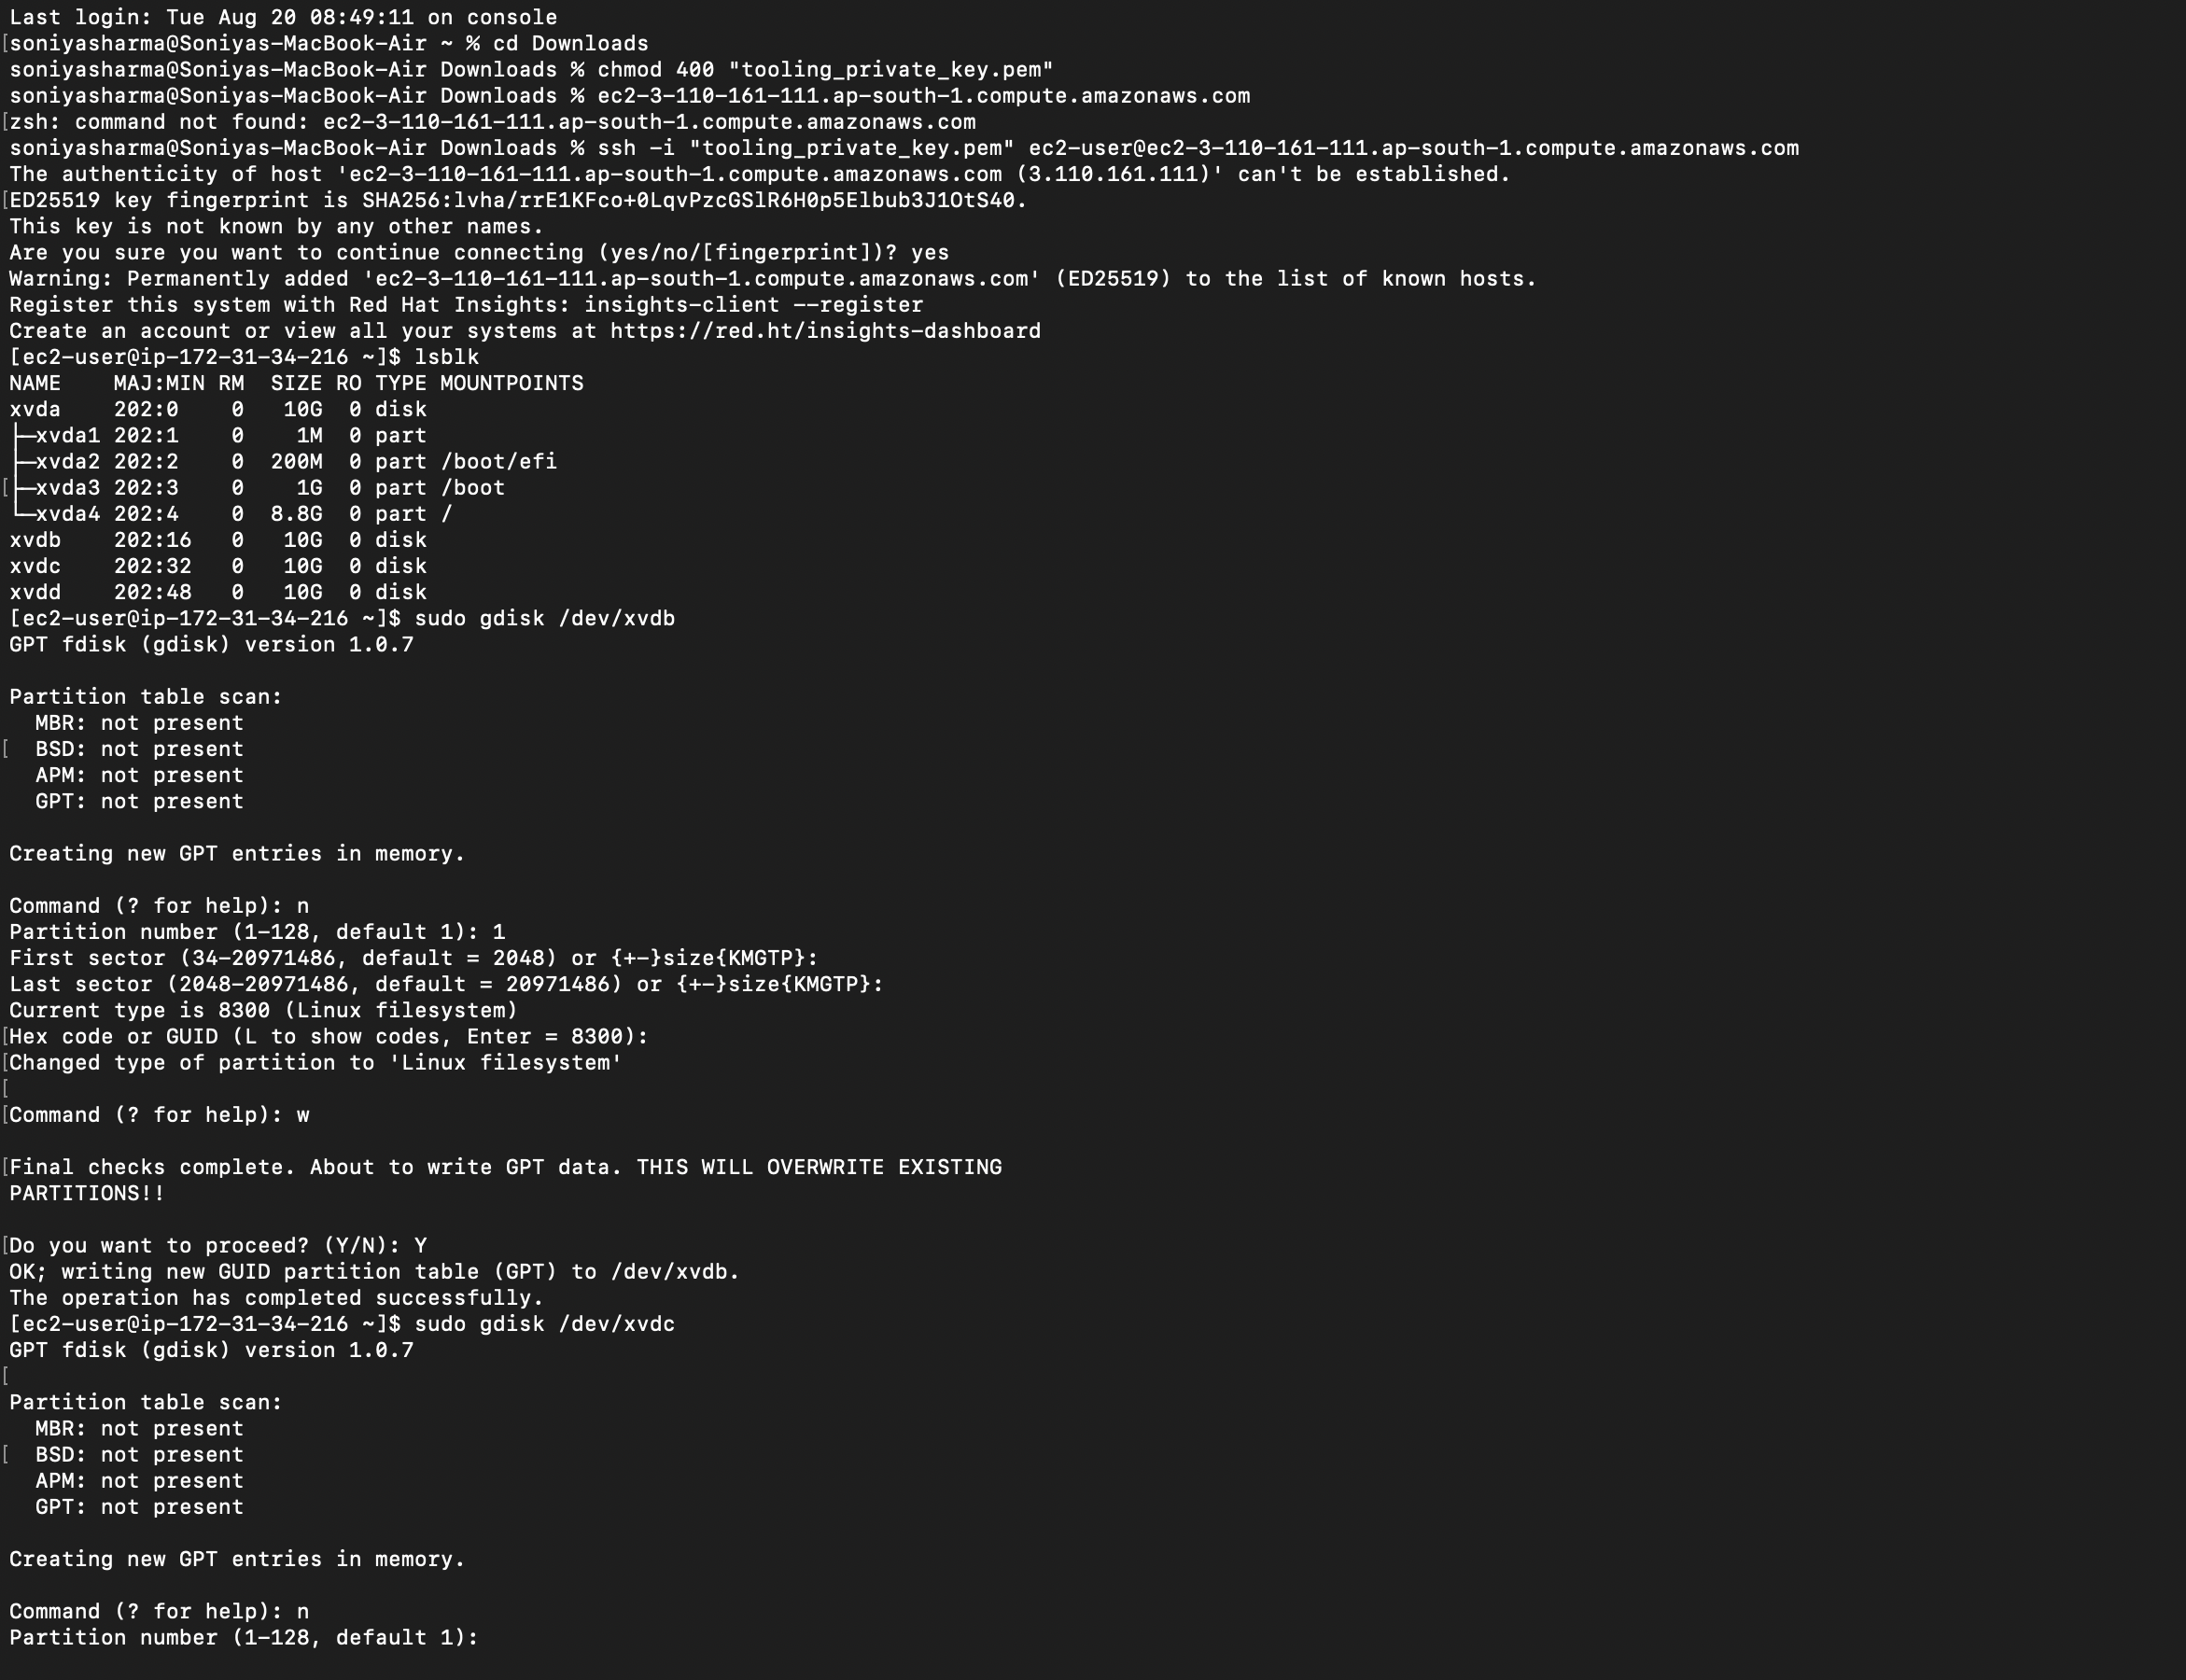 Last login: Tue Aug 20 08:49:11 on console
[soniyasharma@Soniyas-MacBook-Air ~ % cd Downloads
soniyasharma@Soniyas-MacBook-Air Downloads % chmod 400 "tooling_private_key.pem"
soniyasharma@Soniyas-MacBook-Air Downloads % ec2-3-110-161-111.ap-south-1.compute.amazonaws.com
[zsh: command not found: ec2-3-110-161-111.ap-south-1.compute.amazonaws.com
soniyasharma@Soniyas-MacBook-Air Downloads % ssh -i "tooling_private_key.pem" ec2-user@ec2-3-110-161-111.ap-south-1.compute.amazonaws.com
The authenticity of host 'ec2-3-110-161-111.ap-south-1.compute.amazonaws.com (3.110.161.111)' can't be established.
[ED25519 key fingerprint is SHA256:lvha/rrE1KFco+0LqvPzcGSlR6H0p5Elbub3J1OtS40.
This key is not known by any other names.
Are you sure you want to continue connecting (yes/no/[fingerprint])? yes
Warning: Permanently added 'ec2-3-110-161-111.ap-south-1.compute.amazonaws.com' (ED25519) to the list of known hosts.
Register this system with Red Hat Insights: insights-client --register
Create an account or view all your systems at https://red.ht/insights-dashboard
[ec2-user@ip-172-31-34-216 ~]$ lsblk
NAME    MAJ:MIN RM  SIZE RO TYPE MOUNTPOINTS
xvda    202:0    0   10G  0 disk
├─xvda1 202:1    0    1M  0 part
├─xvda2 202:2    0  200M  0 part /boot/efi
[├─xvda3 202:3    0    1G  0 part /boot
└─xvda4 202:4    0  8.8G  0 part /
xvdb    202:16   0   10G  0 disk
xvdc    202:32   0   10G  0 disk
xvdd    202:48   0   10G  0 disk
[ec2-user@ip-172-31-34-216 ~]$ sudo gdisk /dev/xvdb
GPT fdisk (gdisk) version 1.0.7
Partition table scan:
  MBR: not present
[  BSD: not present
  APM: not present
  GPT: not present
Creating new GPT entries in memory.
Command (? for help): n
Partition number (1-128, default 1): 1
First sector (34-20971486, default = 2048) or {+-}size{KMGTP}:
Last sector (2048-20971486, default = 20971486) or {+-}size{KMGTP}:
Current type is 8300 (Linux filesystem)
[Hex code or GUID (L to show codes, Enter = 8300):
[Changed type of partition to 'Linux filesystem'
[
[Command (? for help): w
[Final checks complete. About to write GPT data. THIS WILL OVERWRITE EXISTING
PARTITIONS!!
[Do you want to proceed? (Y/N): Y
OK; writing new GUID partition table (GPT) to /dev/xvdb.
The operation has completed successfully.
[ec2-user@ip-172-31-34-216 ~]$ sudo gdisk /dev/xvdc
GPT fdisk (gdisk) version 1.0.7
[
Partition table scan:
  MBR: not present
[  BSD: not present
  APM: not present
  GPT: not present
Creating new GPT entries in memory.
Command (? for help): n
Partition number (1-128, default 1):